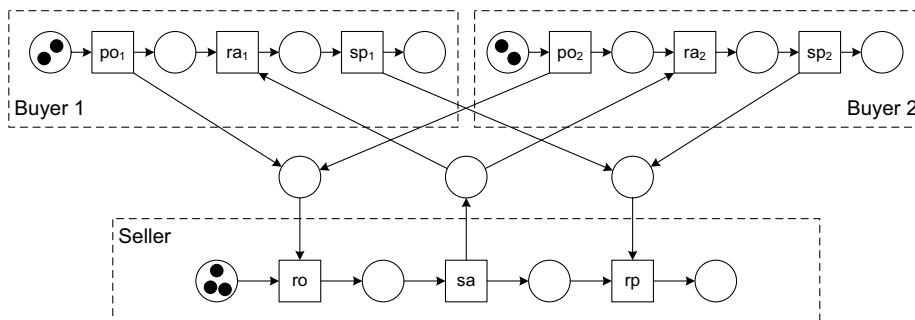 po₁ ra₁ sp₁ po₂ ra₂ sp₂
Buyer 1 Buyer 2
Seller
ro sa rp